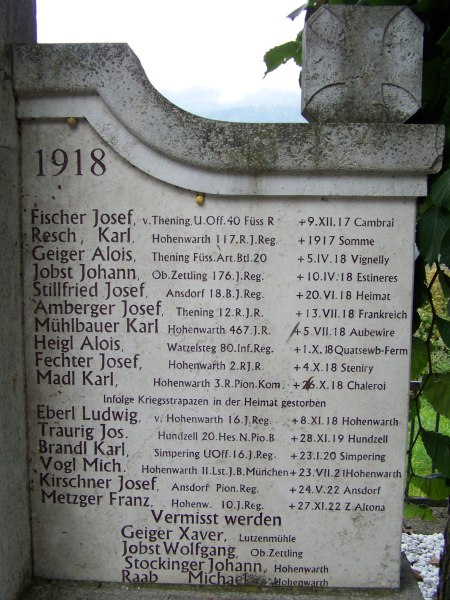 1918
Fischer Josef, v. Thening U.Off. 40 Füss R +9.XII.17 Cambrai
Resch, Karl, Hohenwarth 117.R.J.Reg. +1917 Somme
Geiger Alois, Thening Füss.Art.Btl.20 +5.IV.18 Vignelly
Jobst Johann, Ob.Zettling 176.J.Reg. +10.IV.18 Estineres
Stillfried Josef, Ansdorf 18.B.J.Reg. +20.VI.18 Heimat
Amberger Josef, Thening 12.R.J.R. +13.VII.18 Frankreich
Mühlbauer Karl Hohenwarth 467.J.R. +5.VII.18 Aubewire
Heigl Alois, Watzelsteg 80.Inf.Reg. +1.X.18 Quatsewb-Ferm
Fechter Josef, Hohenwarth 2.RJ.R. +4.X.18 Steniry
Madl Karl, Hohenwarth 3.R.Pion.Kom. +26.X.18 Chaleroi
Infolge Kriegsstrapazen in der Heimat gestorben
Eberl Ludwig, v. Hohenwarth 16.J.Reg. +8.XI.18 Hohenwarth
Traurig Jos. Hundzell 20.Hes.N.Pio.B. +28.XI.19 Hundzell
Brandl Karl, Simpering UOff.16.J.Reg. +23.I.20 Simpering
Vogl Mich. Hohenwarth II.Lst.J.B.München +23.VII.21 Hohenwarth
Kirschner Josef, Ansdorf Pion.Reg. +24.V.22 Ansdorf
Metzger Franz, Hohenw. 10.J.Reg. +27.XI.22 Z Altona
Vermisst werden
Geiger Xaver, Lutzenmühle
Jobst Wolfgang, Ob.Zettling
Stockinger Johann, Hohenwarth
Raab Michael, Hohenwarth